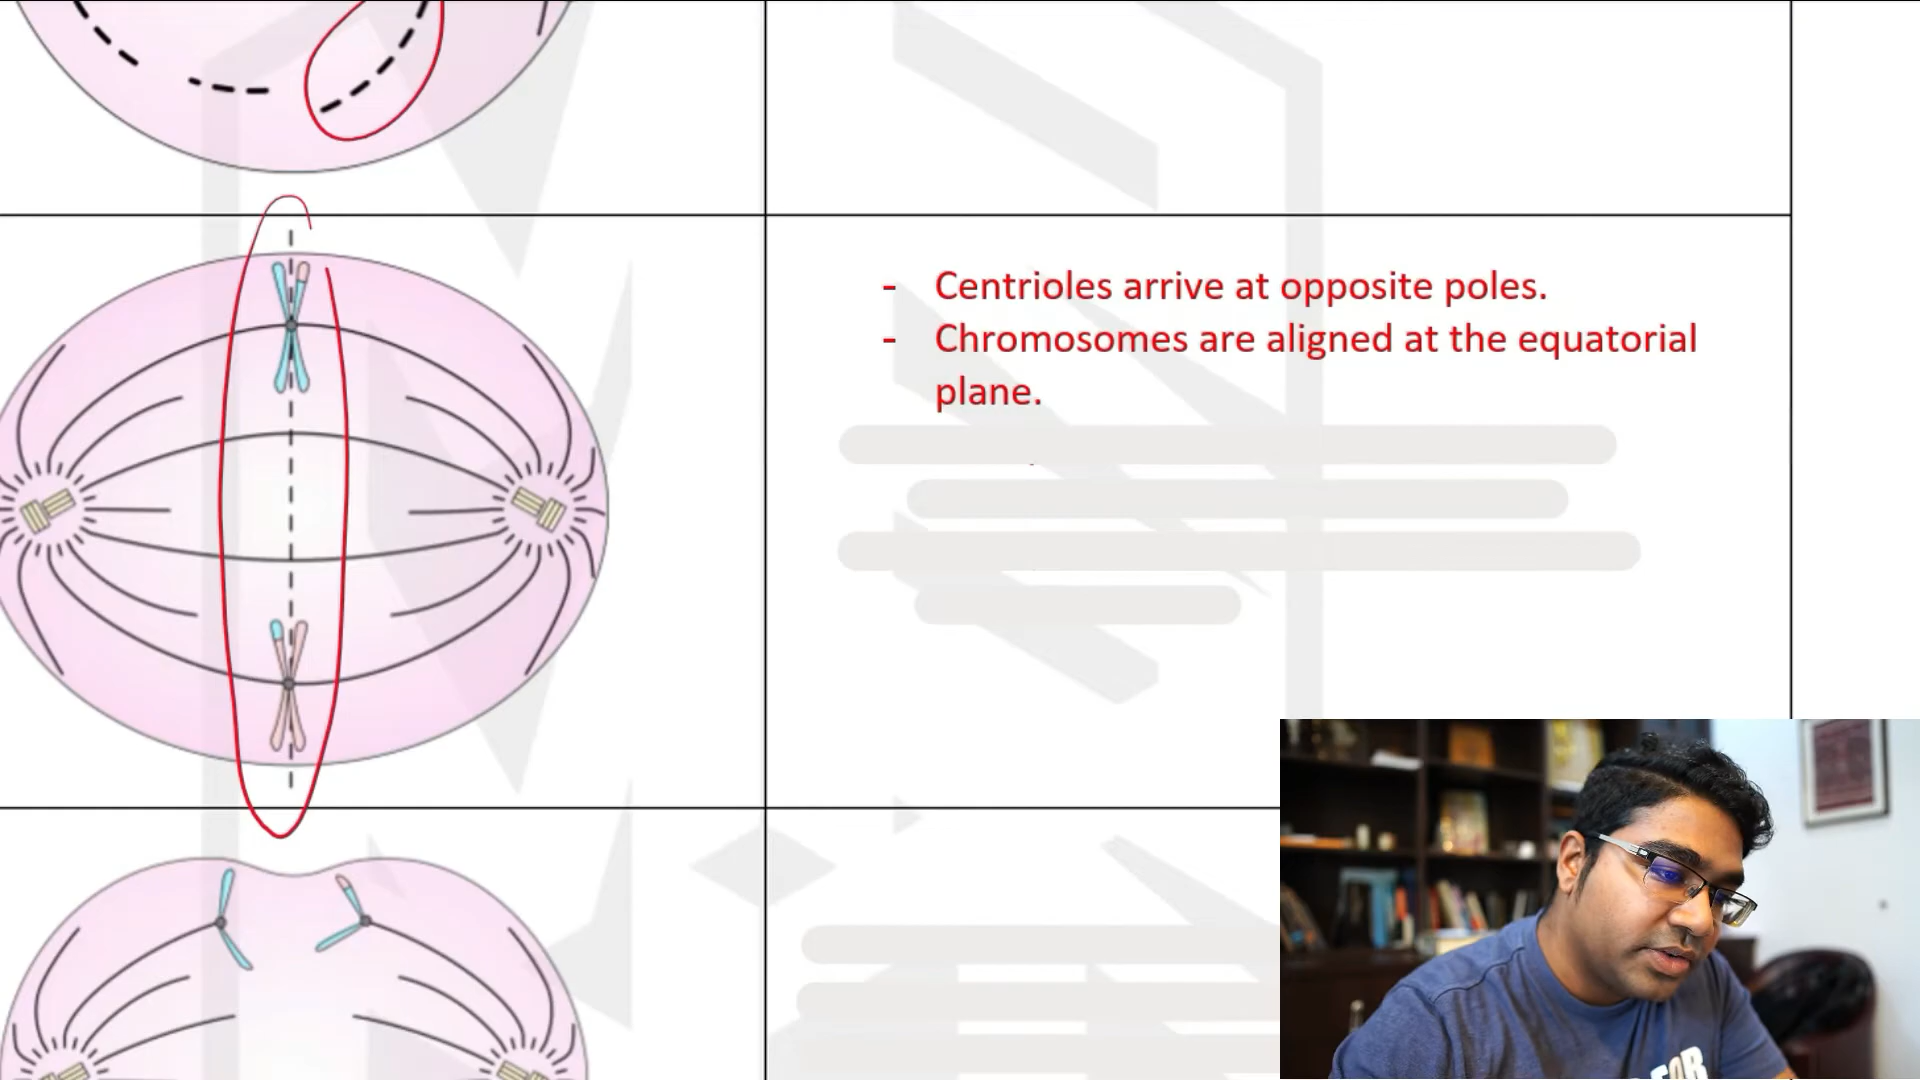 - Centrioles arrive at opposite poles.
- Chromosomes are aligned at the equatorial
plane.